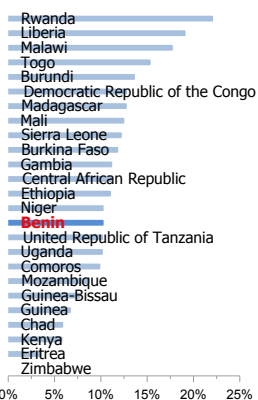 Rwanda
Liberia
Malawi
Togo
Burundi
Democratic Republic of the Congo
Madagascar
Mali
Sierra Leone
Burkina Faso
Gambia
Central African Republic
Ethiopia
Niger
Benin
United Republic of Tanzania
Uganda
Comoros
Mozambique
Guinea-Bissau
Guinea
Chad
Kenya
Eritrea
Zimbabwe
0% 5% 10% 15% 20% 25%